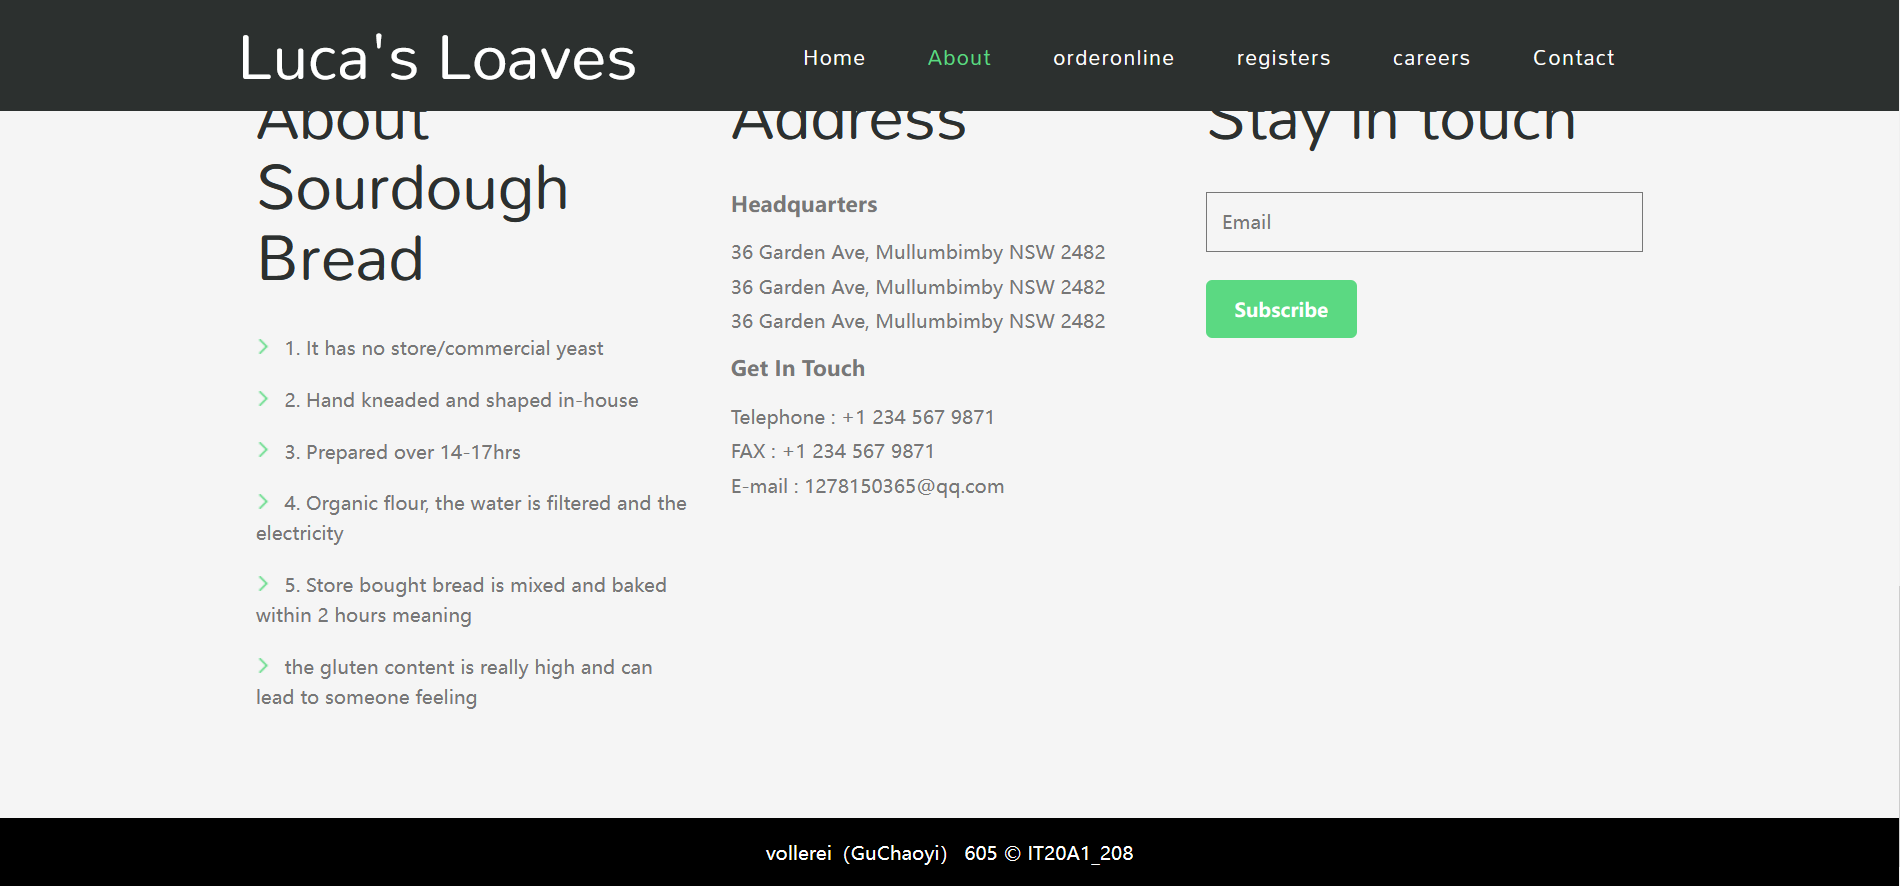 Luca's Loaves
Home About orderonline registers careers Contact
About
Sourdough
Bread
1. It has no store/commercial yeast
2. Hand kneaded and shaped in-house
3. Prepared over 14-17hrs
4. Organic flour, the water is filtered and the
electricity
5. Store bought bread is mixed and baked
within 2 hours meaning
the gluten content is really high and can
lead to someone feeling
Address
Headquarters
36 Garden Ave, Mullumbimby NSW 2482
36 Garden Ave, Mullumbimby NSW 2482
36 Garden Ave, Mullumbimby NSW 2482
Get In Touch
Telephone : +1 234 567 9871
FAX : +1 234 567 9871
E-mail : 1278150365@qq.com
Stay in touch
Email
Subscribe
vollerei（GuChaoyi） 605 © IT20A1_208